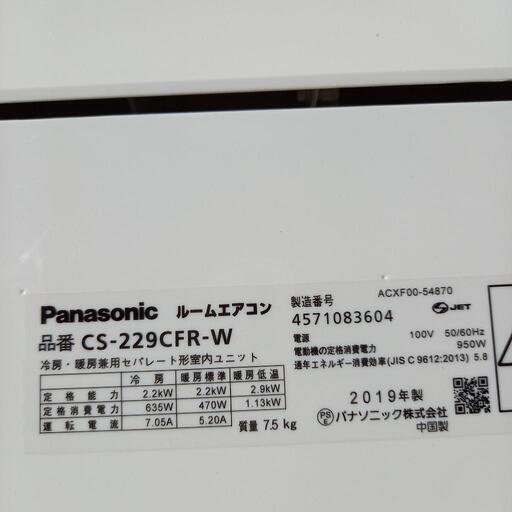 Panasonic ルームエアコン
品番 CS-229CFR-W
冷房・暖房兼用セパレート形室内ユニット
冷房 暖房標準 暖房低温
定格能力 2.2kW 2.2kW 2.9kW
定格消費電力 635W 470W 1.13kW
運転電流 7.05A 5.20A
質量 7.5 kg
ACXF00-54870
製造番号
4571083604
JET
電源 100V 50/60Hz
電動機の定格消費電力 950W
通年エネルギー消費効率(JIS C 9612:2013) 5.8
2019年製
PS E パナソニック株式会社
中国製